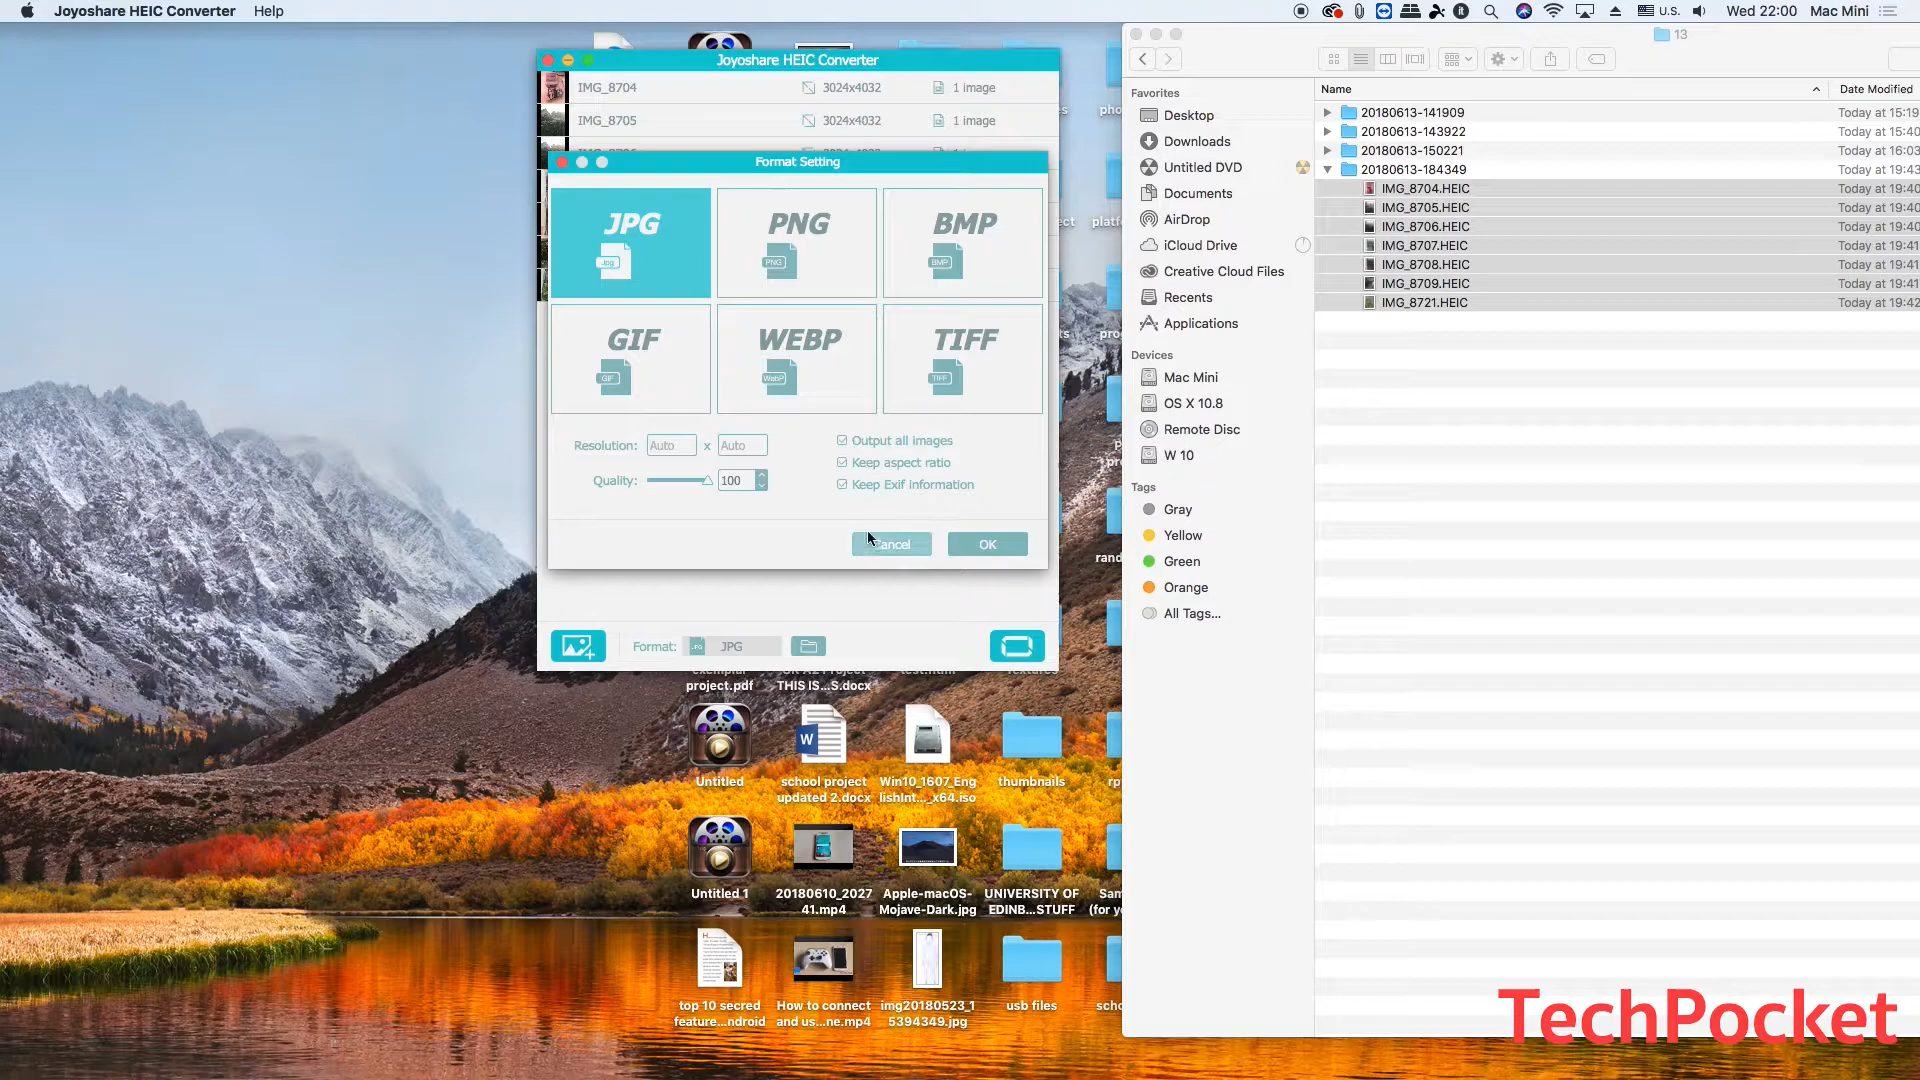 Joyoshare HEIC Converter Help
U.S. Wed 22:00 Mac Mini
Joyoshare HEIC Converter
IMG_8704 3024x4032 1 image
IMG_8705 3024x4032 1 image
Format Setting
JPG PNG BMP
Jpg PNG BMP
GIF WEBP TIFF
GIF WebP TIFF
Resolution: Auto x Auto
Quality: 100
Output all images
Keep aspect ratio
Keep Exif information
Cancel OK
Format: JPG
13
Favorites
Desktop
Downloads
Untitled DVD
Documents
AirDrop
iCloud Drive
Creative Cloud Files
Recents
Applications
Devices
Mac Mini
OS X 10.8
Remote Disc
W 10
Tags
Gray
Yellow
Green
Orange
All Tags...
Name Date Modified
20180613-141909 Today at 15:19
20180613-143922 Today at 15:40
20180613-150221 Today at 16:03
20180613-184349 Today at 19:43
IMG_8704.HEIC Today at 19:40
IMG_8705.HEIC Today at 19:40
IMG_8706.HEIC Today at 19:40
IMG_8707.HEIC Today at 19:41
IMG_8708.HEIC Today at 19:41
IMG_8709.HEIC Today at 19:41
IMG_8721.HEIC Today at 19:42
project.pdf
THIS IS...S.docx
Untitled
school project
updated 2.docx
Win10_1607_Eng
lishInt..._x64.iso
thumbnails
Untitled 1
20180610_2027
41.mp4
Apple-macOS-
Mojave-Dark.jpg
UNIVERSITY OF
EDINB...STUFF
top 10 secred
feature...ndroid
How to connect
and us...ne.mp4
img20180523_1
5394349.jpg
usb files
TechPocket